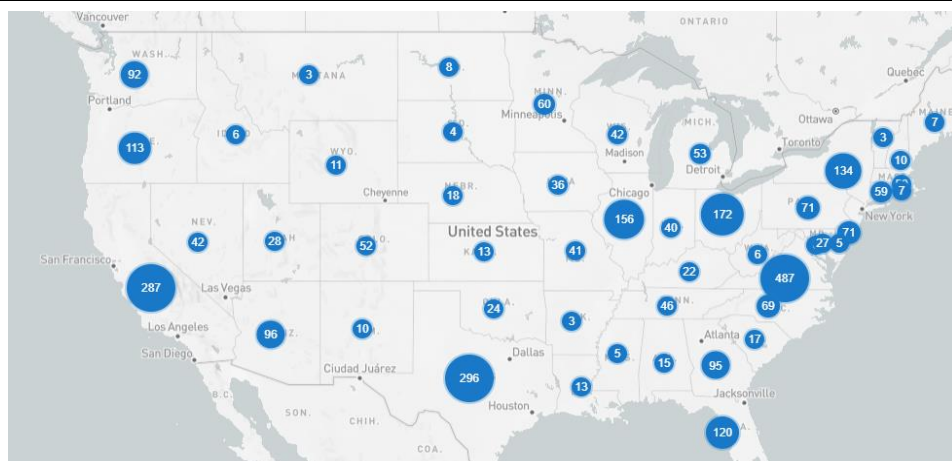 Vancouver
ONTARIO
WASH.
92
3
MONTANA
8
Quebec
Portland
MINN.
60
Minneapolis
Ottawa
MAINE
7
113
6
4
42
MICH.
53
Toronto
3
WYO.
11
Madison
Detroit
134
10
Cheyenne
NEBR.
18
36
Chicago
59
7
156
172
71
New York
NEV.
42
28
52
United States
13
41
40
71
27
5
San Francisco
6
287
Las Vegas
22
487
Los Angeles
96
10
24
3
46
69
San Diego
Atlanta
17
Ciudad Juárez
296
Dallas
5
15
95
B.C.
SON.
CHIH.
Houston
13
Jacksonville
COA.
120